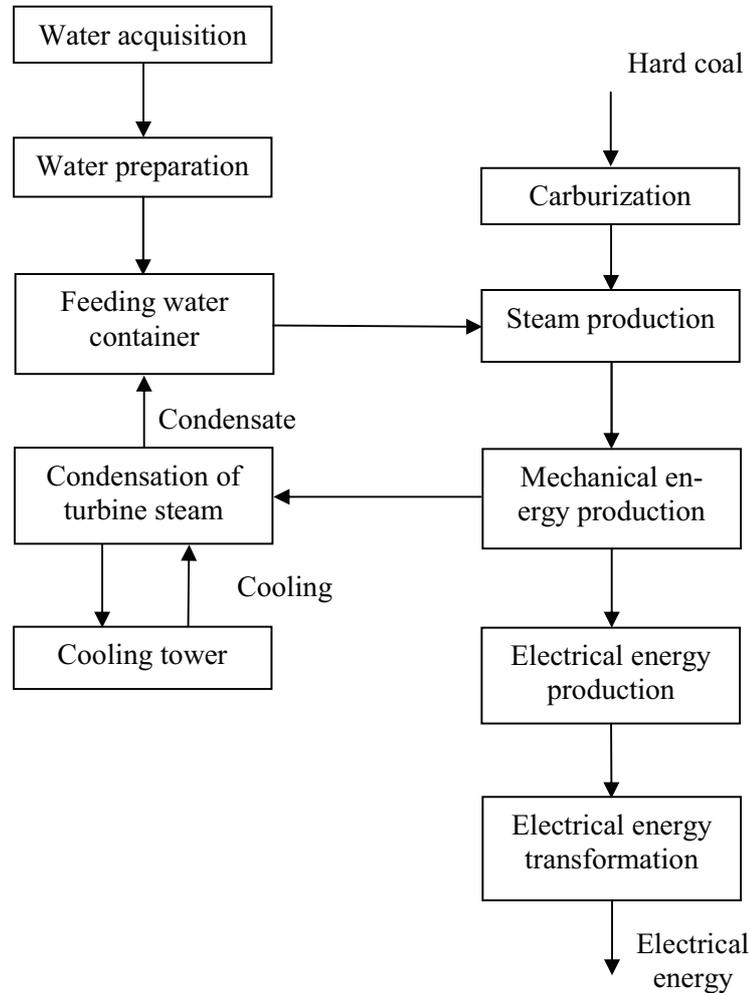 Water acquisition
Hard coal
Water preparation
Carburization
Feeding water
container
Steam production
Condensate
Condensation of
turbine steam
Mechanical en-
ergy production
Cooling
Cooling tower
Electrical energy
production
Electrical energy
transformation
Electrical
energy